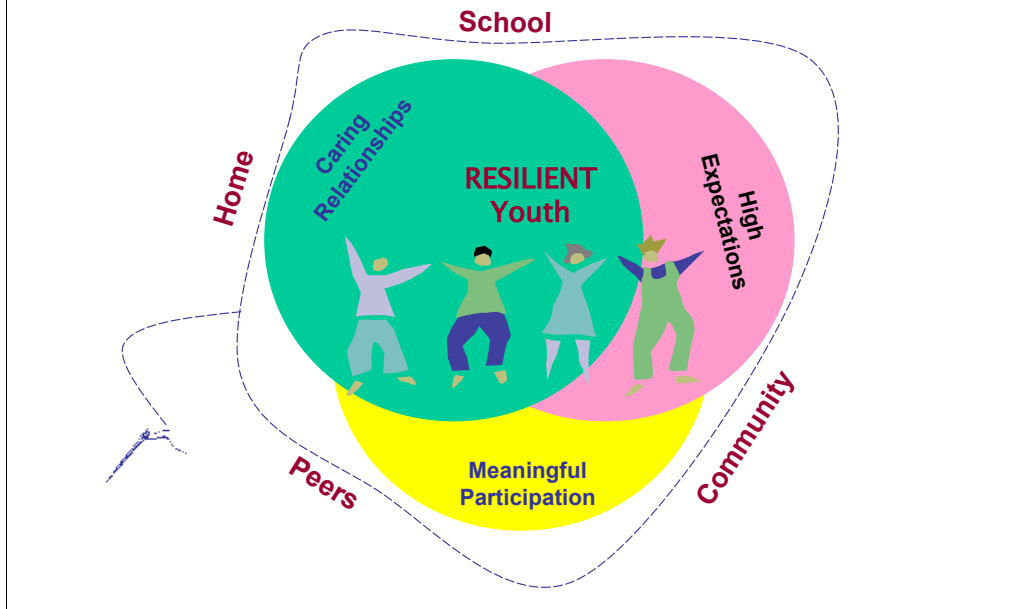 School
Caring
Relationships
Home
RESILIENT
Youth
High
Expectations
Community
Peers
Meaningful
Participation